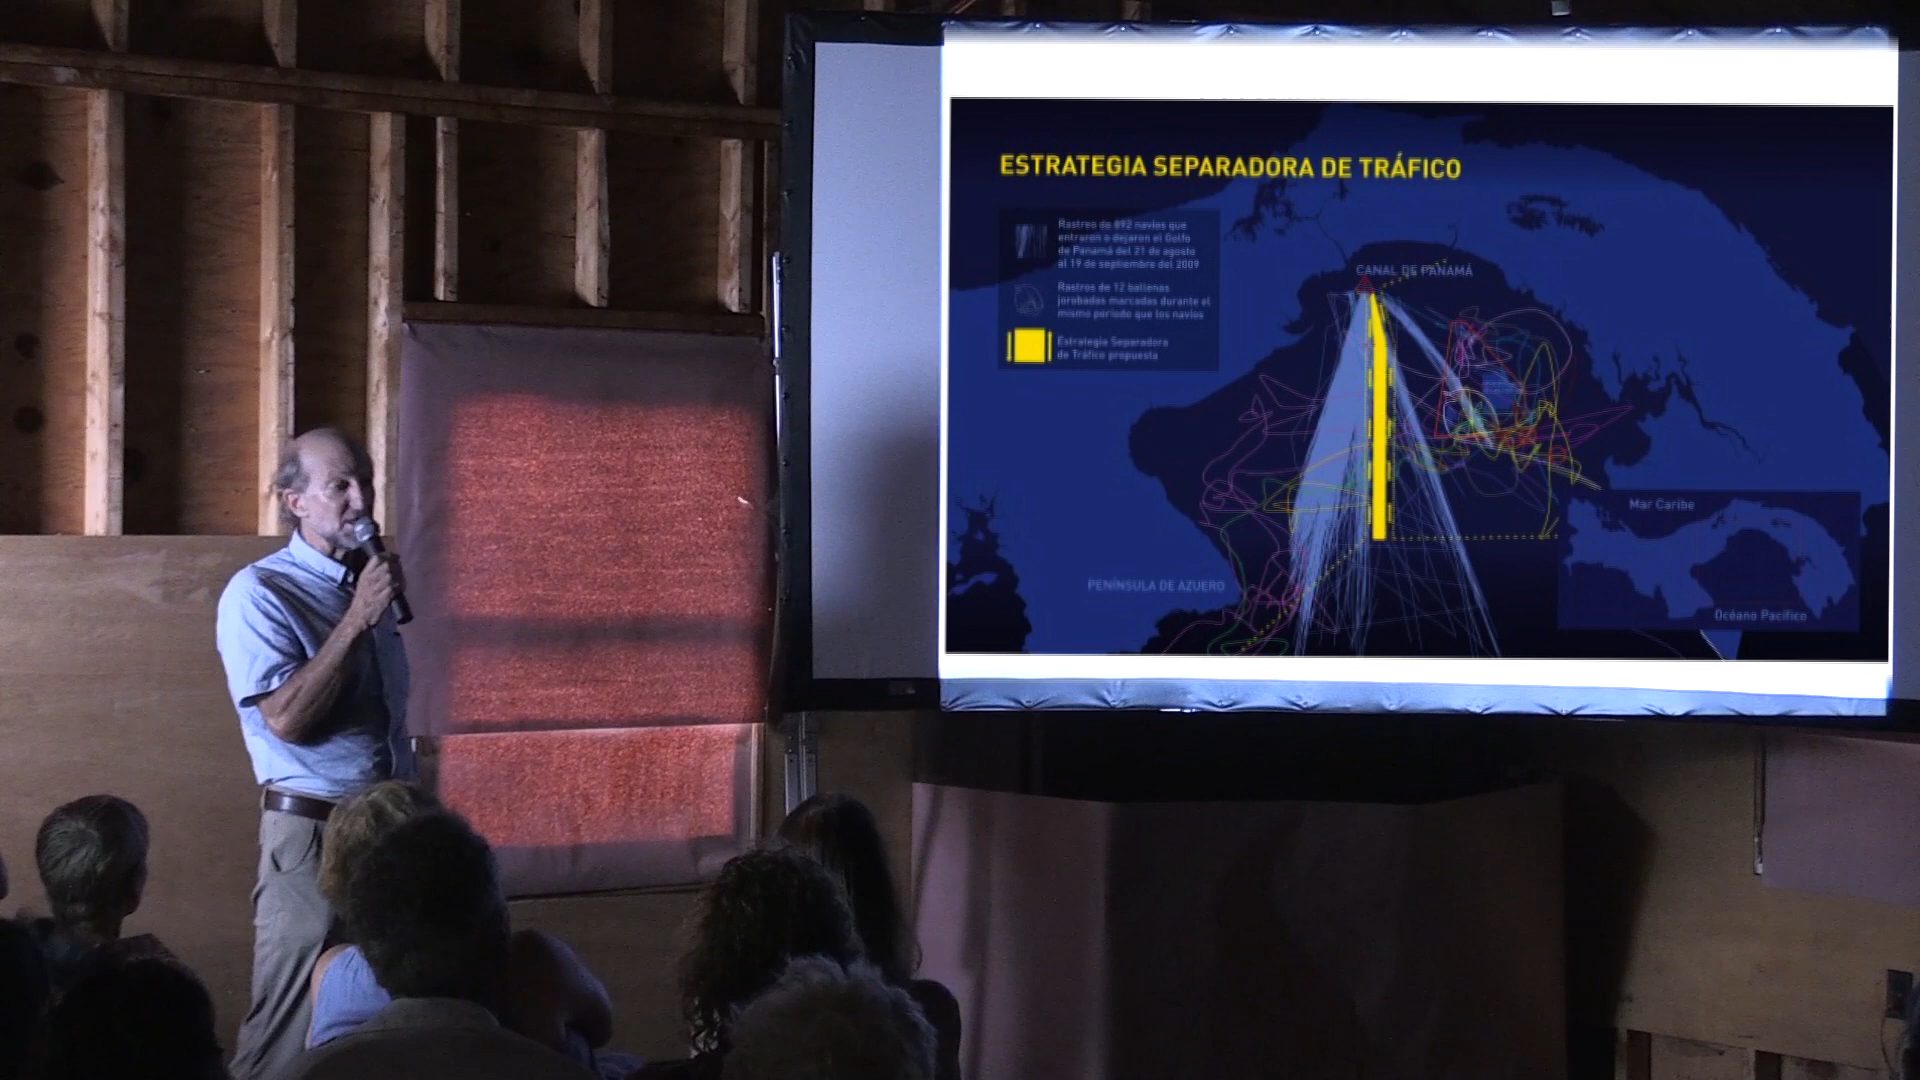 ESTRATEGIA SEPARADORA DE TRÁFICO
Rastreo de 892 navíos que
entraron o dejaron el Golfo
de Panamá del 21 de agosto
al 19 de septiembre del 2009
Rastros de 12 ballenas
jorobadas marcadas durante el
mismo período que los navíos
Estrategia Separadora
de Tráfico propuesta
CANAL DE PANAMÁ
PENÍNSULA DE AZUERO
Mar Caribe
Océano Pacífico